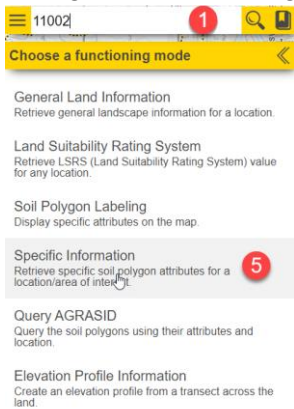 11002
1
Choose a functioning mode
General Land Information
Retrieve general landscape information for a location.
Land Suitability Rating System
Retrieve LSRS (Land Suitability Rating System) value
for any location.
Soil Polygon Labeling
Display specific attributes on the map.
Specific Information
Retrieve specific soil polygon attributes for a
location/area of interest.
5
Query AGRASID
Query the soil polygons using their attributes and
location.
Elevation Profile Information
Create an elevation profile from a transect across the
land.